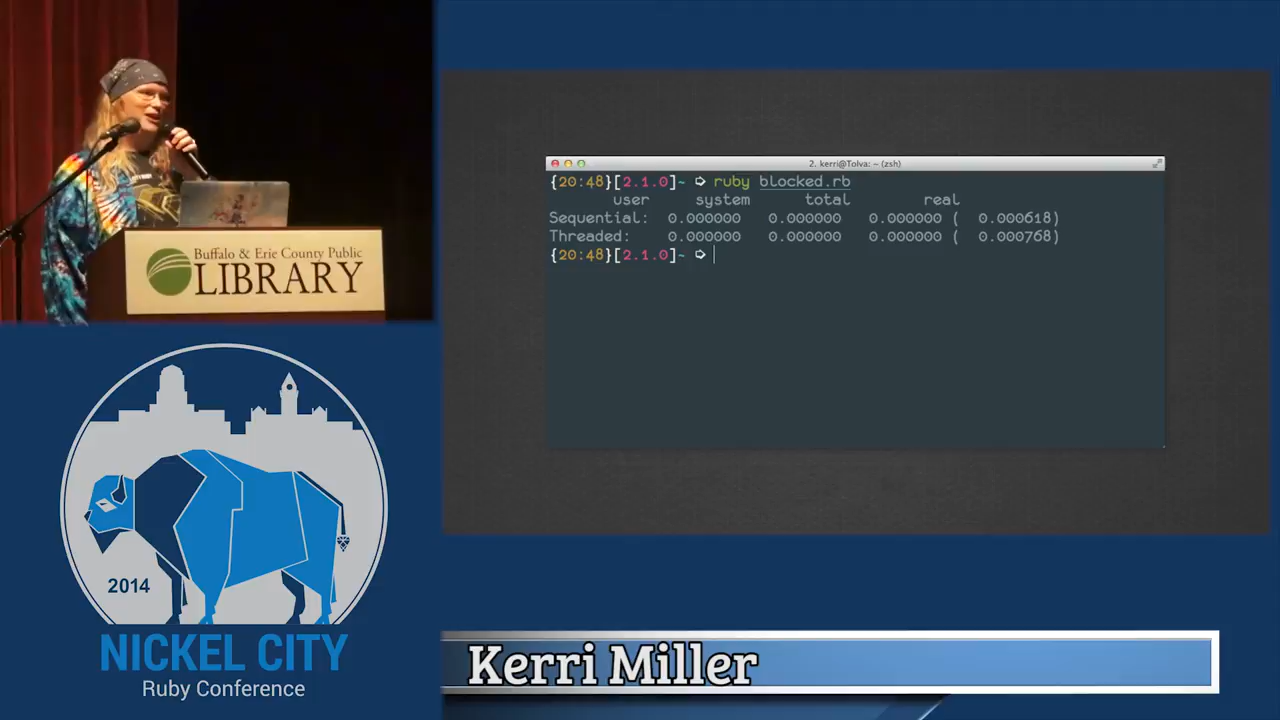 2. kerri@Tolva: ~ (zsh)
{20:48}[2.1.0]~ ➪ ruby blocked.rb
user system total real
Sequential: 0.000000 0.000000 0.000000 ( 0.000618)
Threaded: 0.000000 0.000000 0.000000 ( 0.000768)
{20:48}[2.1.0]~ ➪
Buffalo & Erie County Public
LIBRARY
2014
NICKEL CITY
Ruby Conference
Kerri Miller